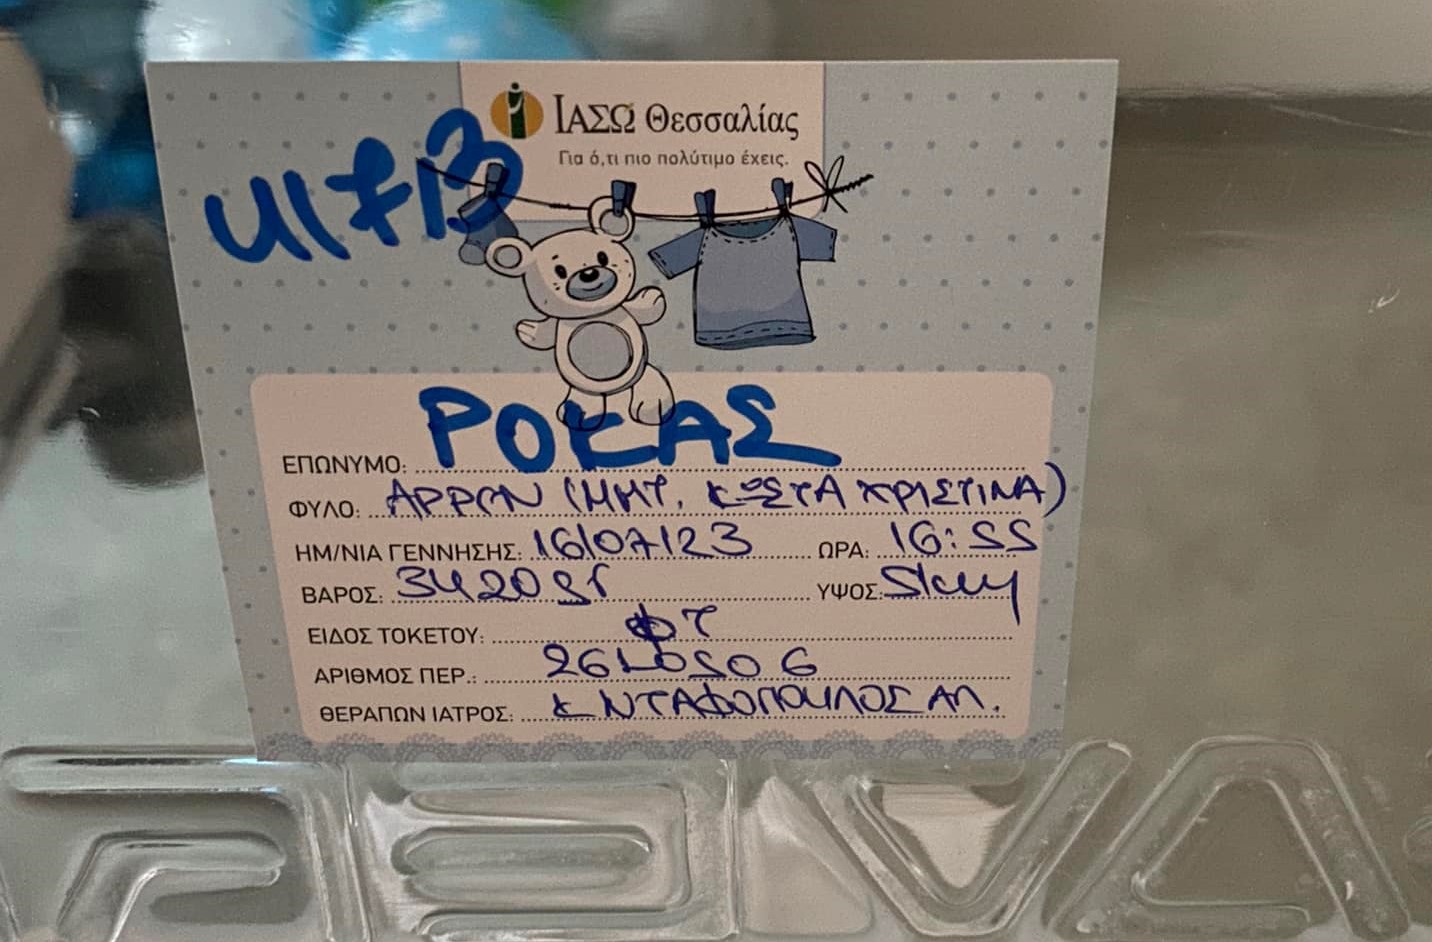 ΙΑΣΩ Θεσσαλίας
Για ό,τι πιο πολύτιμο έχεις.
ΕΠΩΝΥΜΟ: ΡΟΚΑΣ
ΦΥΛΟ: ΑΡΡΕΝ (ΜΗΤ. ΚΩΣΤΑ ΧΡΙΣΤΙΝΑ)
ΗΜ/ΝΙΑ ΓΕΝΝΗΣΗΣ: 16/07/23 ΩΡΑ: 16:55
ΒΑΡΟΣ: 3420 gr ΥΨΟΣ: 51cm
ΕΙΔΟΣ ΤΟΚΕΤΟΥ: ΦΤ
ΑΡΙΘΜΟΣ ΠΕΡ.:
ΘΕΡΑΠΩΝ ΙΑΤΡΟΣ: Κ ΝΤΑΦΟΠΟΥΛΟΣ ΑΠ.